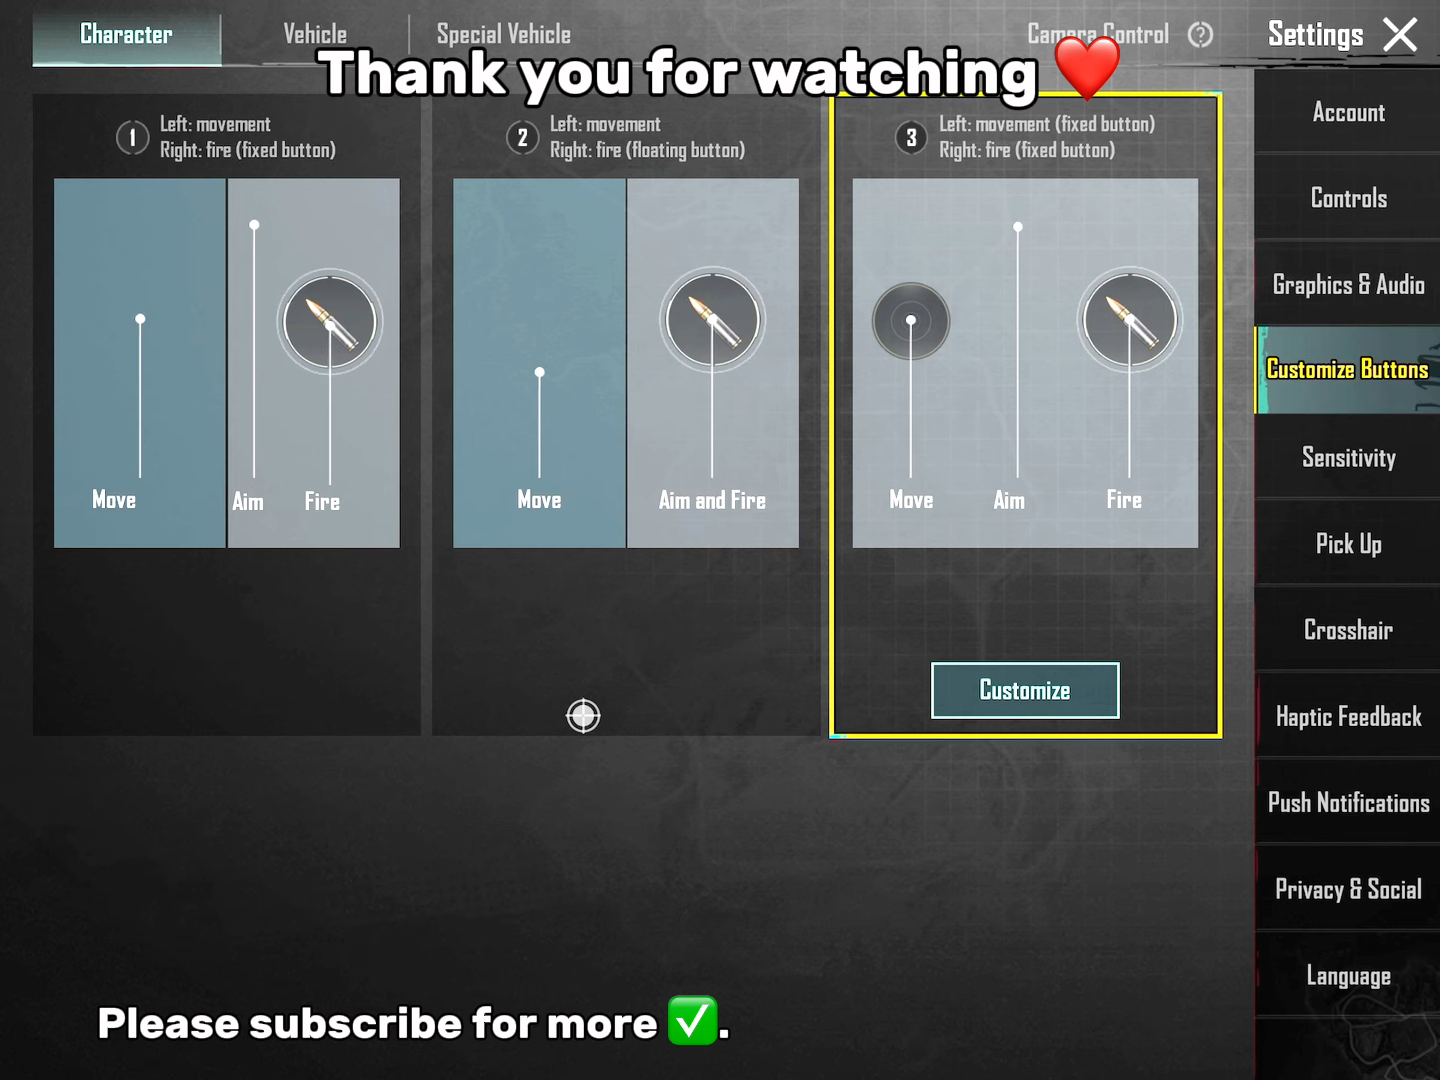 Character
Vehicle
Special Vehicle
Camera Control
Settings
Thank you for watching ❤️
1
Left: movement
Right: fire (fixed button)
2
Left: movement
Right: fire (floating button)
3
Left: movement (fixed button)
Right: fire (fixed button)
Move
Aim
Fire
Move
Aim and Fire
Move
Aim
Fire
Customize
Account
Controls
Graphics & Audio
Customize Buttons
Sensitivity
Pick Up
Crosshair
Haptic Feedback
Push Notifications
Privacy & Social
Language
Please subscribe for more ✅.